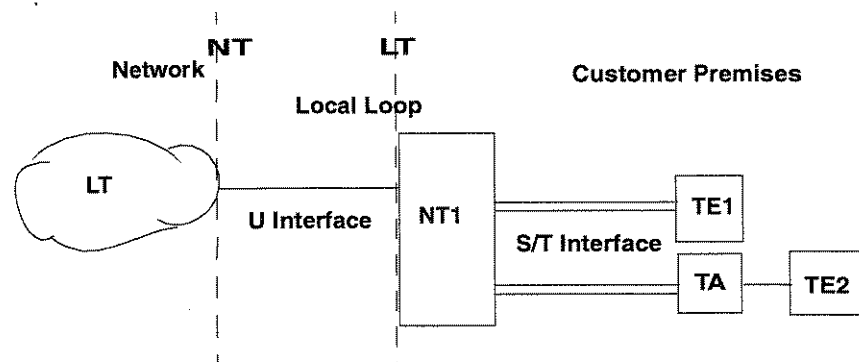 NT
LT
Network
Customer Premises
Local Loop
LT
U Interface
NT1
TE1
S/T Interface
TA
TE2